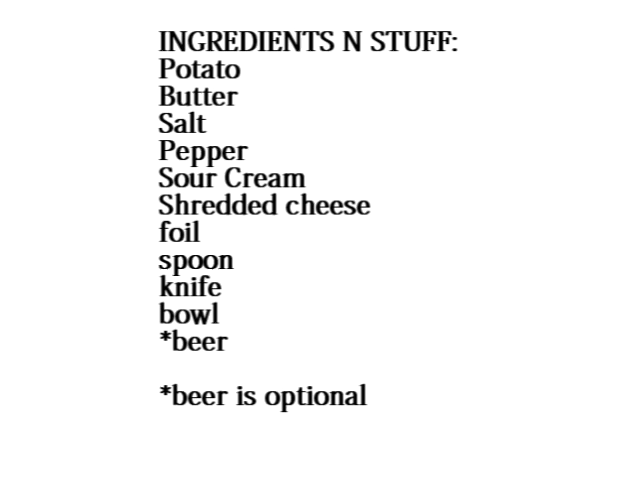 INGREDIENTS N STUFF:
Potato
Butter
Salt
Pepper
Sour Cream
Shredded cheese
foil
spoon
knife
bowl
*beer
*beer is optional